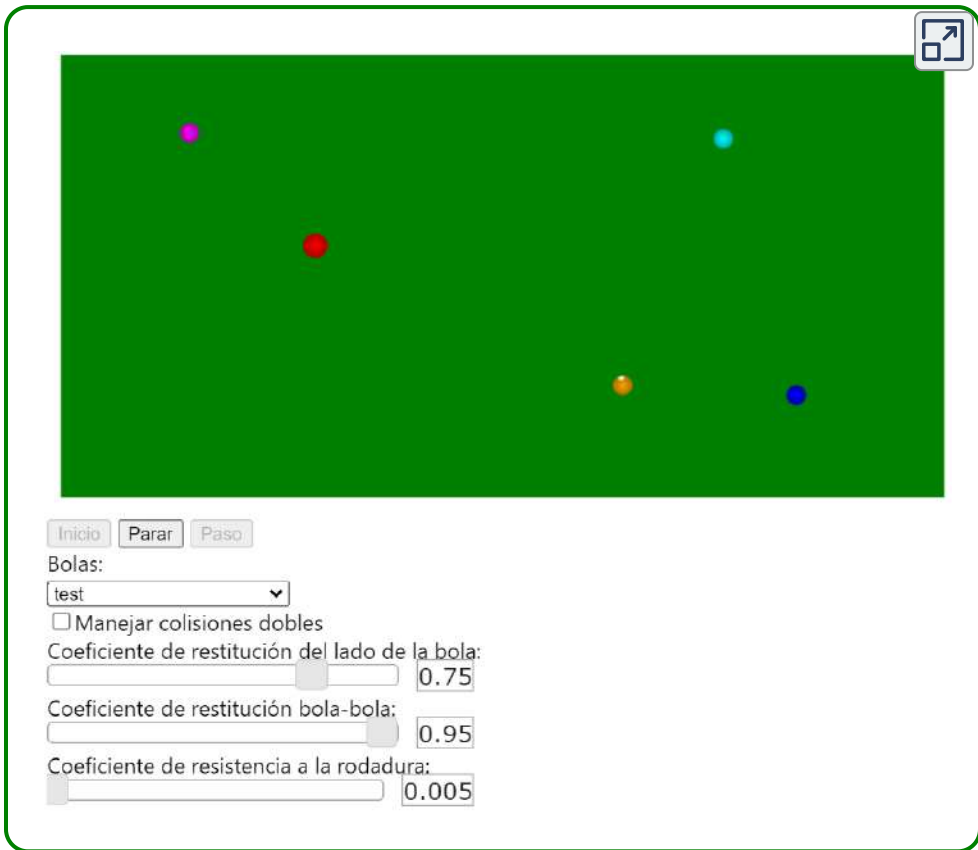 Inicio Parar Paso
Bolas:
test
Manejar colisiones dobles
Coeficiente de restitución del lado de la bola:
0.75
Coeficiente de restitución bola-bola:
0.95
Coeficiente de resistencia a la rodadura:
0.005